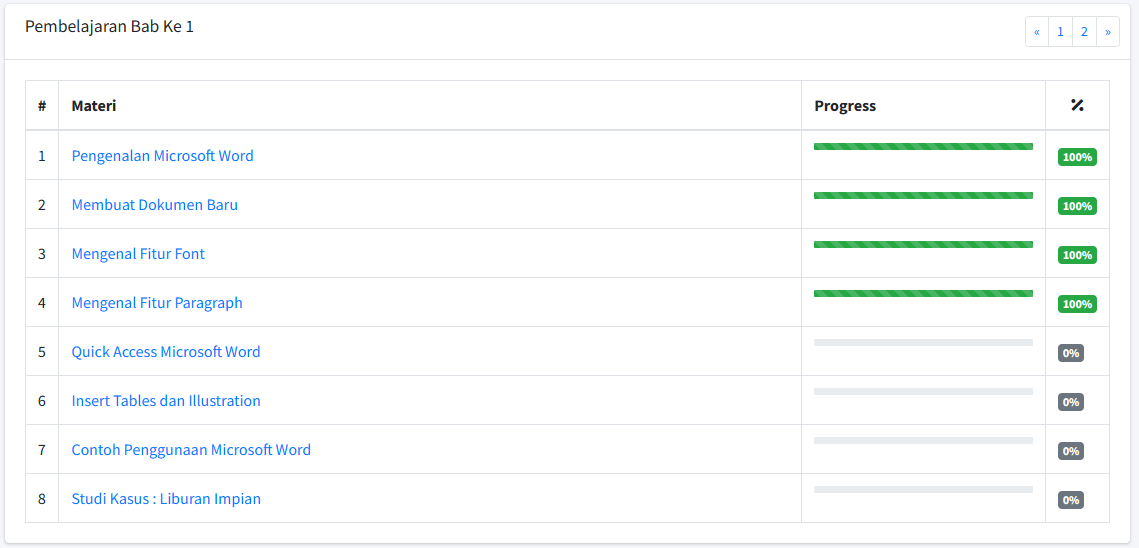 Pembelajaran Bab Ke 1
« 1 2 »
# Materi Progress %
1 Pengenalan Microsoft Word 100%
2 Membuat Dokumen Baru 100%
3 Mengenal Fitur Font 100%
4 Mengenal Fitur Paragraph 100%
5 Quick Access Microsoft Word 0%
6 Insert Tables dan Illustration 0%
7 Contoh Penggunaan Microsoft Word 0%
8 Studi Kasus : Liburan Impian 0%